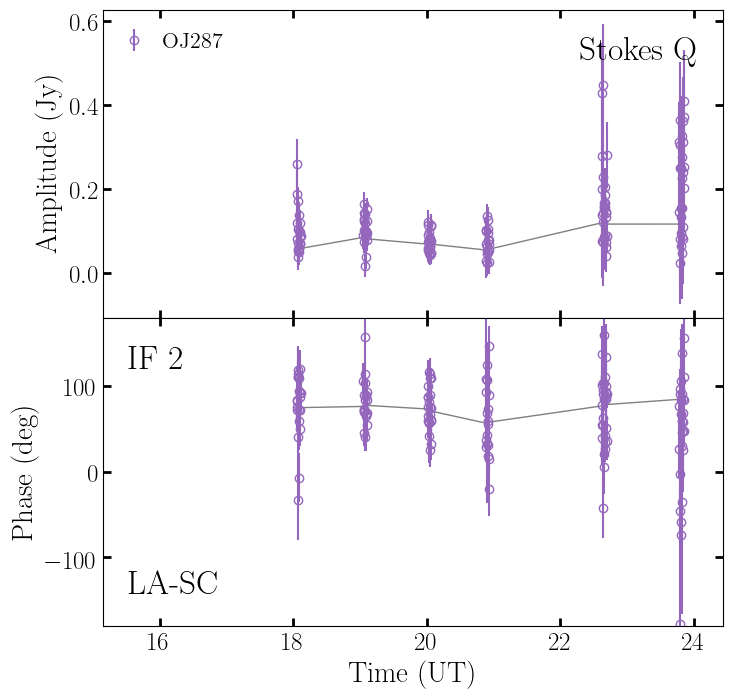 OJ287
Stokes Q
0.6
0.4
0.2
0.0
Amplitude (Jy)
IF 2
100
0
−100
Phase (deg)
LA-SC
16 18 20 22 24
Time (UT)